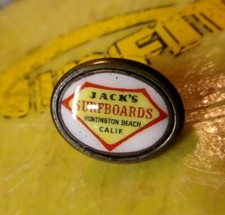 JACK'S
SURFBOARDS
HUNTINGTON BEACH
CALIF.